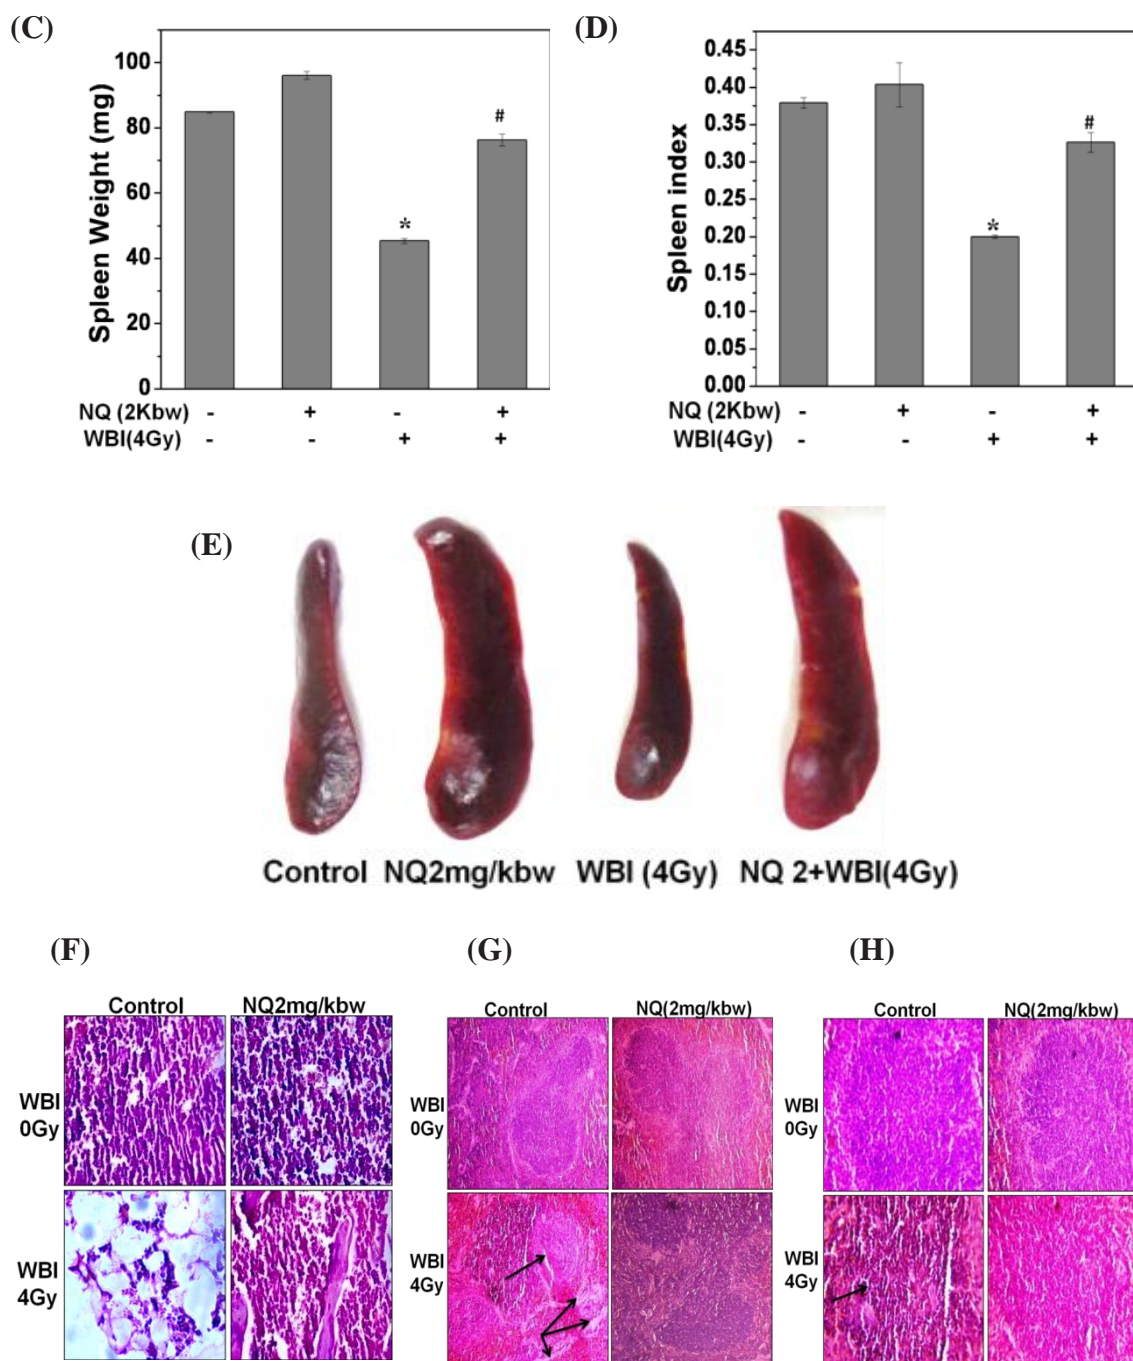 (C)
Spleen Weight (mg)
100
80
60
40
20
0
*
#
NQ (2Kbw) - + - +
WBI(4Gy) - - + +
(D)
Spleen index
0.45
0.40
0.35
0.30
0.25
0.20
0.15
0.10
0.05
0.00
*
#
NQ (2Kbw) - + - +
WBI(4Gy) - - + +
(E)
Control NQ2mg/kbw WBI (4Gy) NQ 2+WBI(4Gy)
(F)
Control NQ2mg/kbw
WBI
0Gy
WBI
4Gy
(G)
Control NQ(2mg/kbw)
WBI
0Gy
WBI
4Gy
(H)
Control NQ(2mg/kbw)
WBI
0Gy
WBI
4Gy